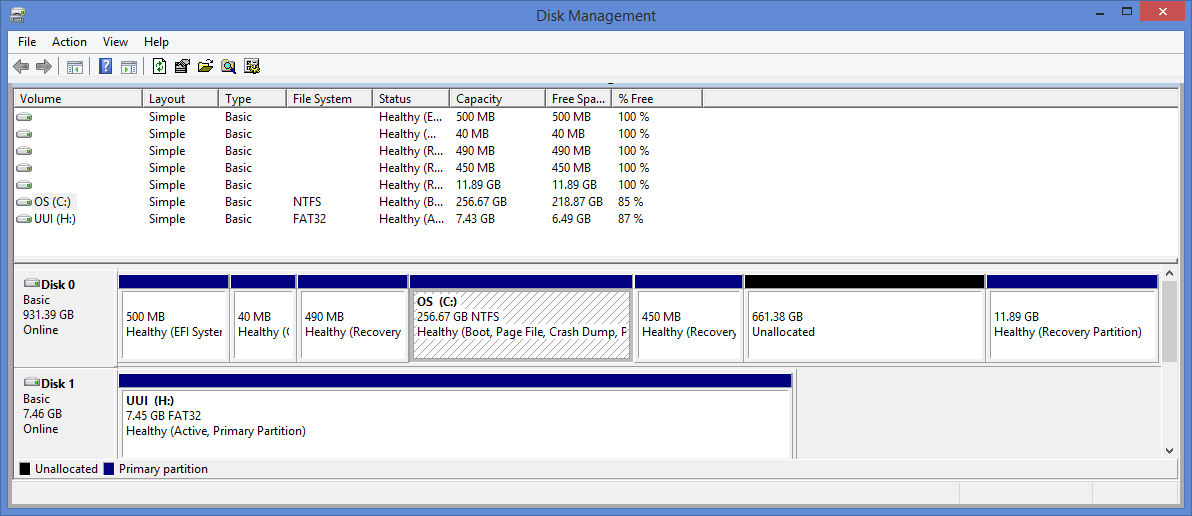 Disk Management
File Action View Help
Volume Layout Type File System Status Capacity Free Spa... % Free
Simple Basic Healthy (E... 500 MB 500 MB 100 %
Simple Basic Healthy (... 40 MB 40 MB 100 %
Simple Basic Healthy (R... 490 MB 490 MB 100 %
Simple Basic Healthy (R... 450 MB 450 MB 100 %
Simple Basic Healthy (R... 11.89 GB 11.89 GB 100 %
OS (C:) Simple Basic NTFS Healthy (B... 256.67 GB 218.87 GB 85 %
UUI (H:) Simple Basic FAT32 Healthy (A... 7.43 GB 6.49 GB 87 %
Disk 0
Basic
931.39 GB
Online
500 MB
Healthy (EFI System
40 MB
Healthy (
490 MB
Healthy (Recovery
OS (C:)
256.67 GB NTFS
Healthy (Boot, Page File, Crash Dump, P
450 MB
Healthy (Recovery
661.38 GB
Unallocated
11.89 GB
Healthy (Recovery Partition)
Disk 1
Basic
7.46 GB
Online
UUI (H:)
7.45 GB FAT32
Healthy (Active, Primary Partition)
Unallocated Primary partition